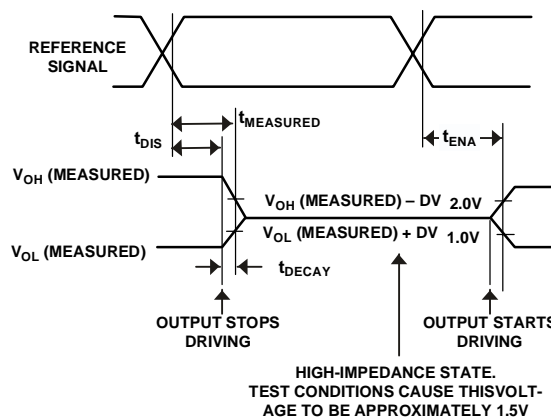 REFERENCE
SIGNAL
tMEASURED
tDIS
tENA
VOH (MEASURED)
VOH (MEASURED) – DV 2.0V
VOL (MEASURED) + DV 1.0V
VOL (MEASURED)
tDECAY
OUTPUT STOPS
DRIVING
OUTPUT STARTS
DRIVING
HIGH-IMPEDANCE STATE.
TEST CONDITIONS CAUSE THISVOLT-
AGE TO BE APPROXIMATELY 1.5V